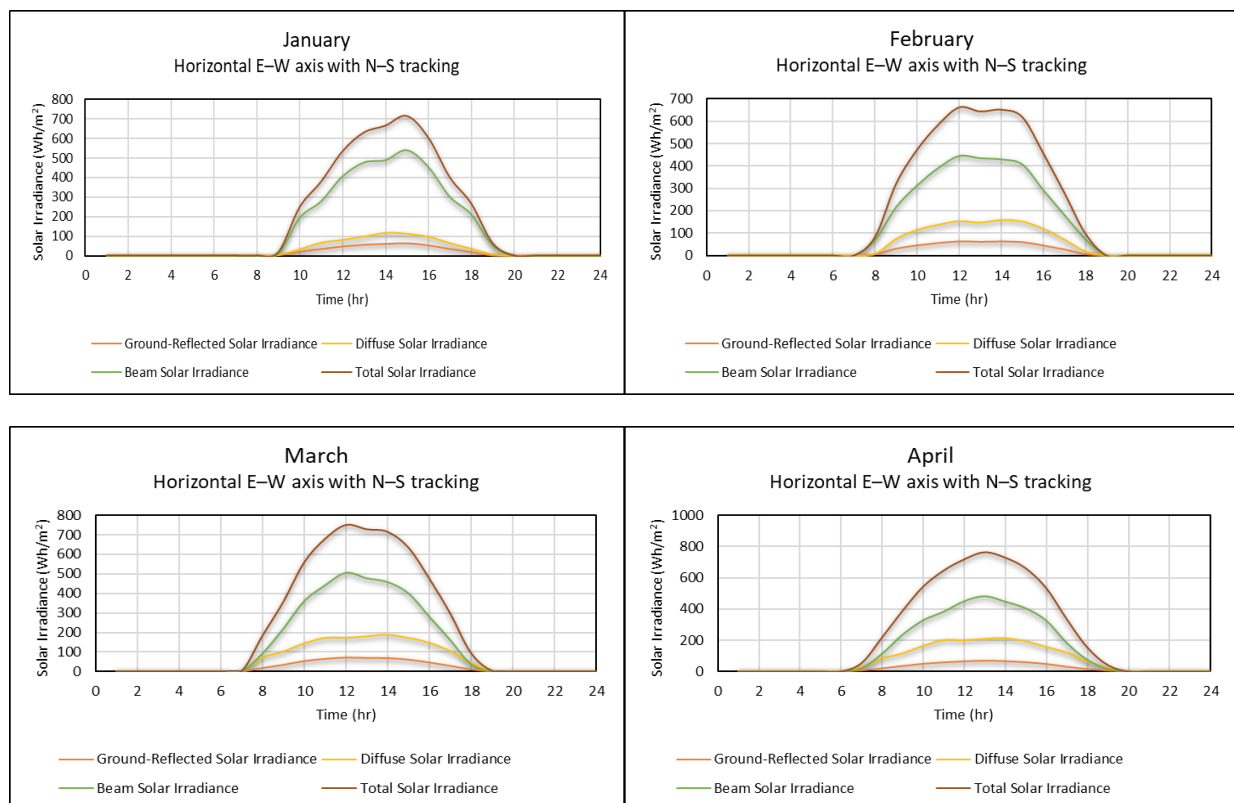 January
Horizontal E–W axis with N–S tracking
Solar Irradiance (Wh/m²)
800
700
600
500
400
300
200
100
0
0 2 4 6 8 10 12 14 16 18 20 22 24
Time (hr)
Ground-Reflected Solar Irradiance Diffuse Solar Irradiance
Beam Solar Irradiance Total Solar Irradiance
February
Horizontal E–W axis with N–S tracking
Solar Irradiance (Wh/m²)
700
600
500
400
300
200
100
0
0 2 4 6 8 10 12 14 16 18 20 22 24
Time (hr)
Ground-Reflected Solar Irradiance Diffuse Solar Irradiance
Beam Solar Irradiance Total Solar Irradiance
March
Horizontal E–W axis with N–S tracking
Solar Irradiance (Wh/m²)
800
700
600
500
400
300
200
100
0
0 2 4 6 8 10 12 14 16 18 20 22 24
Time (hr)
Ground-Reflected Solar Irradiance Diffuse Solar Irradiance
Beam Solar Irradiance Total Solar Irradiance
April
Horizontal E–W axis with N–S tracking
Solar Irradiance (Wh/m²)
1000
800
600
400
200
0
0 2 4 6 8 10 12 14 16 18 20 22 24
Time (hr)
Ground-Reflected Solar Irradiance Diffuse Solar Irradiance
Beam Solar Irradiance Total Solar Irradiance